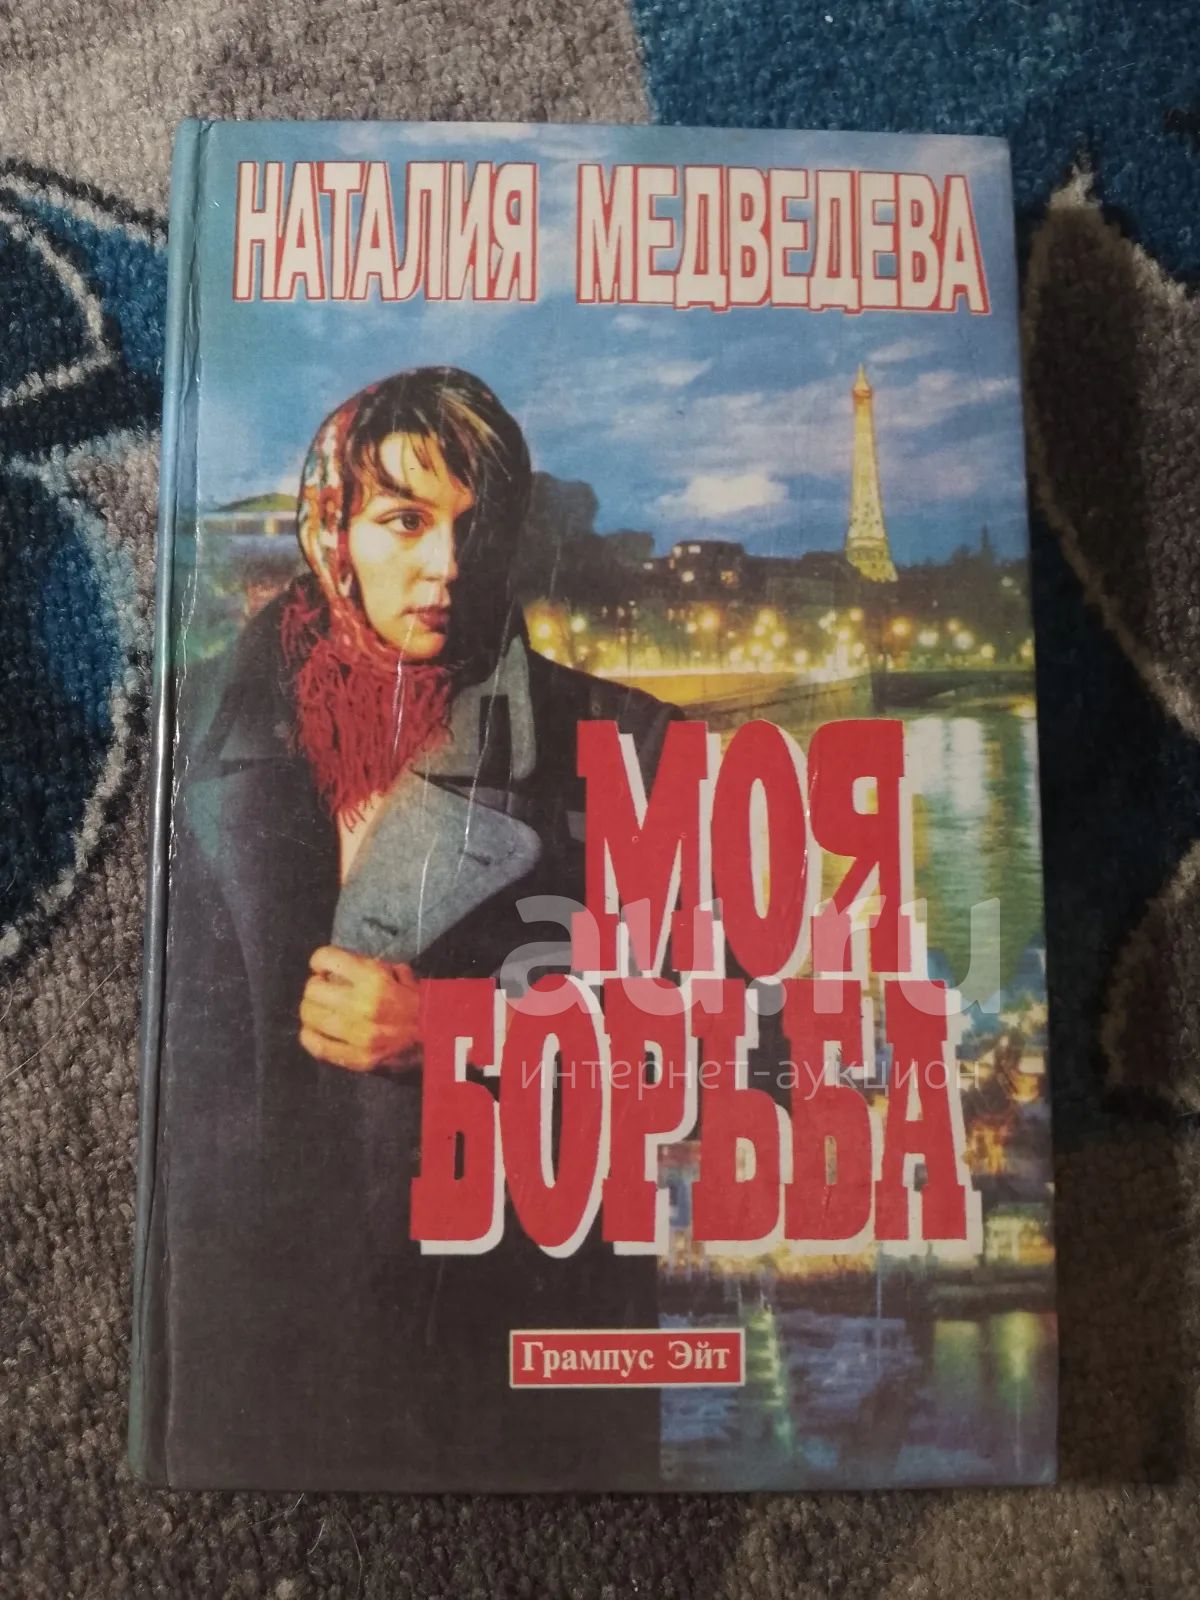 НАТАЛИЯ МЕДВЕДЕВА
МОЯ
БОРЬБА
au.ru
интернет-аукцион
Грампус Эйт